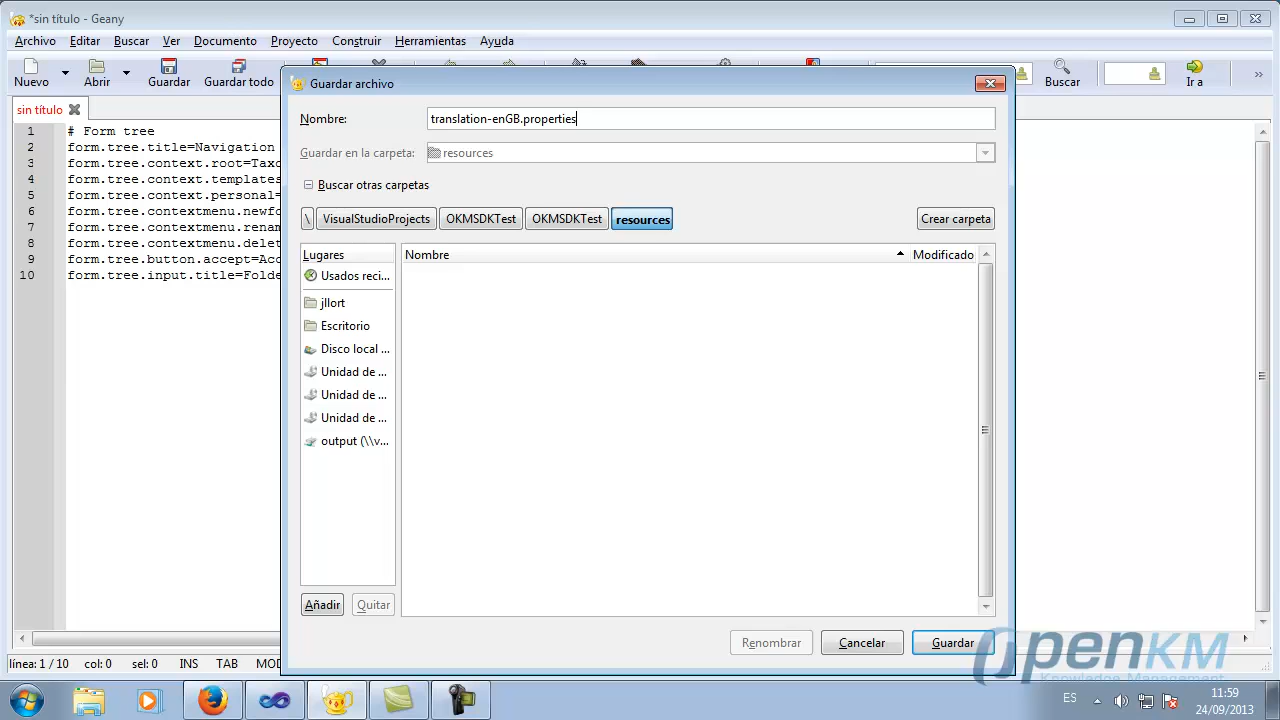 *sin título - Geany
Archivo Editar Buscar Ver Documento Proyecto Construir Herramientas Ayuda
Nuevo Abrir Guardar Guardar todo Buscar Ir a
sin título
1 # Form tree
2 form.tree.title=Navigation
3 form.tree.context.root=Taxo
4 form.tree.context.templates
5 form.tree.context.personal=
6 form.tree.contextmenu.newfo
7 form.tree.contextmenu.renam
8 form.tree.contextmenu.delet
9 form.tree.button.accept=Acc
10 form.tree.input.title=Folde
Guardar archivo
Nombre: translation-enGB.properties
Guardar en la carpeta: resources
Buscar otras carpetas
\ VisualStudioProjects OKMSDKTest OKMSDKTest resources Crear carpeta
Lugares Nombre Modificado
Usados reci...
jllort
Escritorio
Disco local ...
Unidad de ...
Unidad de ...
Unidad de ...
output (\\v...
Añadir Quitar
Renombrar Cancelar Guardar
línea: 1 / 10 col: 0 sel: 0 INS TAB MOD
OpenKM
Knowledge Management
ES 11:59
24/09/2013